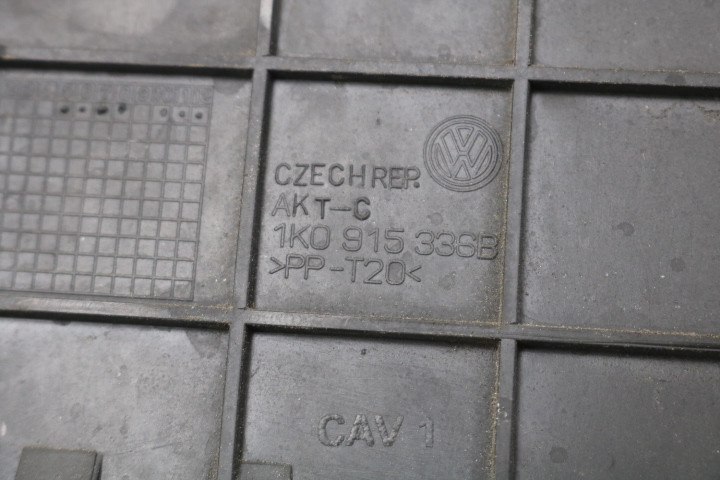 CZECH REP.
AKT-C
1K0 915 336B
>PP-T20<
CAV 1